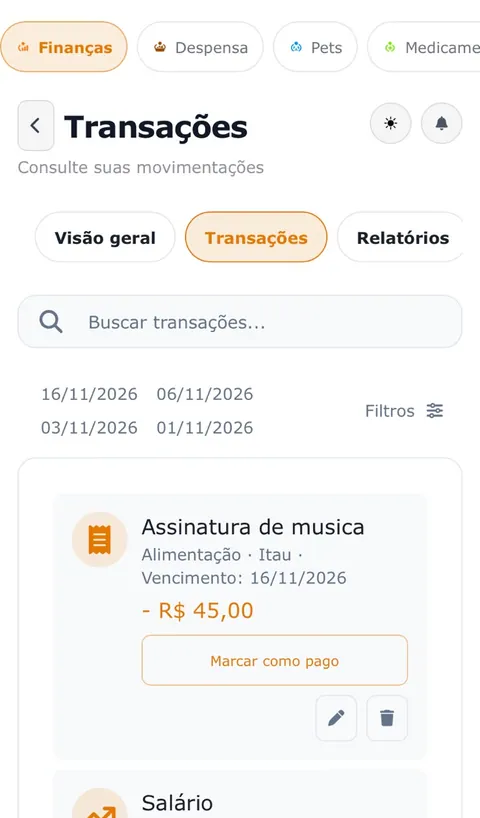 Finanças
Despensa
Pets
Medicame
Transações
Consulte suas movimentações
Visão geral
Transações
Relatórios
Buscar transações...
16/11/2026 06/11/2026
03/11/2026 01/11/2026
Filtros
Assinatura de musica
Alimentação · Itau ·
Vencimento: 16/11/2026
- R$ 45,00
Marcar como pago
Salário